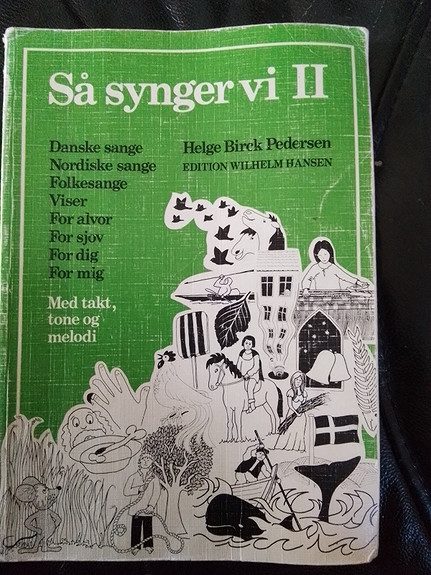 Så synger vi II
Danske sange
Nordiske sange
Folkesange
Viser
For alvor
For sjov
For dig
For mig
Med takt,
tone og
melodi
Helge Birck Pedersen
EDITION WILHELM HANSEN